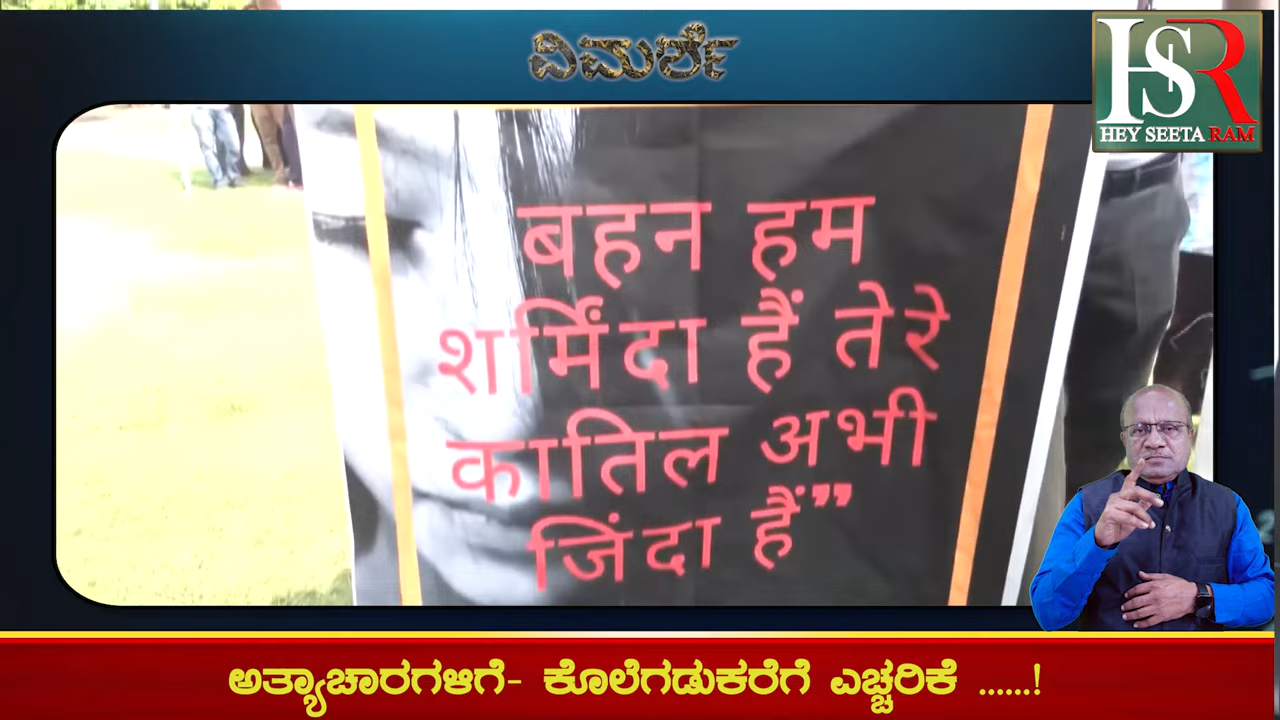 ವಿಮರ್ಶೆ
HSR
HEY SEETA RAM
बहन हम
शर्मिंदा हैं तेरे
कातिल अभी
जिंदा हैं”
ಅತ್ಯಾಚಾರಗಳಿಗೆ- ಕೊಲೆಗಡುಕರೆಗೆ ಎಚ್ಚರಿಕೆ ......!